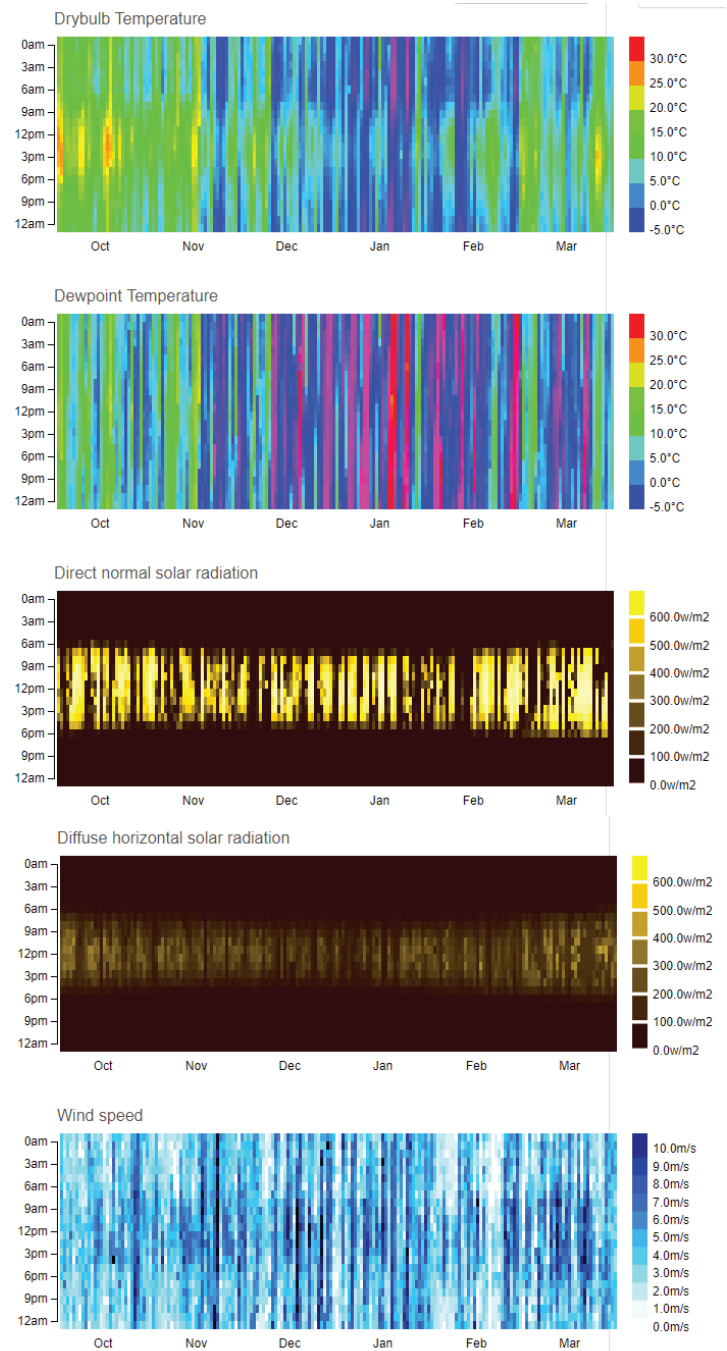 Drybulb Temperature
0am
3am
6am
9am
12pm
3pm
6pm
9pm
12am
30.0°C
25.0°C
20.0°C
15.0°C
10.0°C
5.0°C
0.0°C
-5.0°C
Oct Nov Dec Jan Feb Mar
Dewpoint Temperature
0am
3am
6am
9am
12pm
3pm
6pm
9pm
12am
30.0°C
25.0°C
20.0°C
15.0°C
10.0°C
5.0°C
0.0°C
-5.0°C
Oct Nov Dec Jan Feb Mar
Direct normal solar radiation
0am
3am
6am
9am
12pm
3pm
6pm
9pm
12am
600.0w/m2
500.0w/m2
400.0w/m2
300.0w/m2
200.0w/m2
100.0w/m2
0.0w/m2
Oct Nov Dec Jan Feb Mar
Diffuse horizontal solar radiation
0am
3am
6am
9am
12pm
3pm
6pm
9pm
12am
600.0w/m2
500.0w/m2
400.0w/m2
300.0w/m2
200.0w/m2
100.0w/m2
0.0w/m2
Oct Nov Dec Jan Feb Mar
Wind speed
0am
3am
6am
9am
12pm
3pm
6pm
9pm
12am
10.0m/s
9.0m/s
8.0m/s
7.0m/s
6.0m/s
5.0m/s
4.0m/s
3.0m/s
2.0m/s
1.0m/s
0.0m/s
Oct Nov Dec Jan Feb Mar